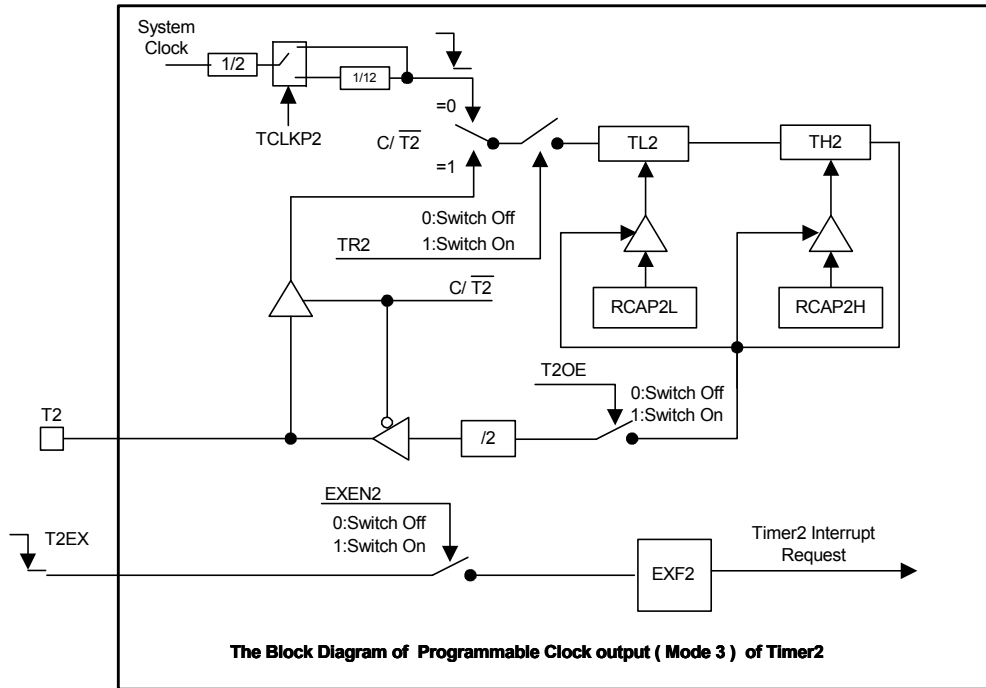 System
Clock
1/2
1/12
TCLKP2
=0
C/ T2
=1
TL2
TH2
0:Switch Off
1:Switch On
TR2
C/ T2
RCAP2L
RCAP2H
T2OE
0:Switch Off
1:Switch On
T2
/2
EXEN2
0:Switch Off
1:Switch On
T2EX
EXF2
Timer2 Interrupt
Request
The Block Diagram of Programmable Clock output ( Mode 3 ) of Timer2